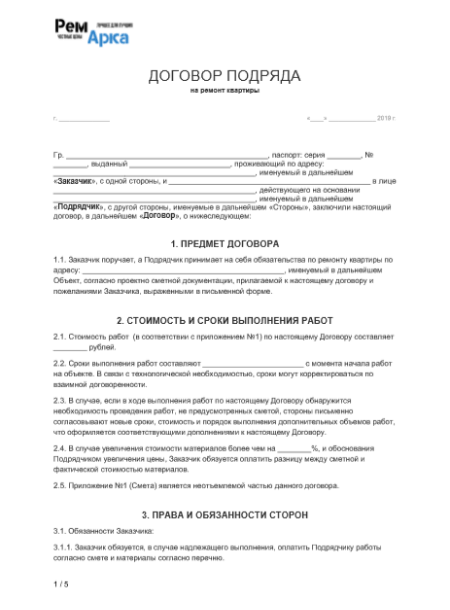 Рем
Арка
ЛУЧШЕЕ ДЛЯ ЛУЧШИХ
ЧЕСТНЫЕ ЦЕНЫ
ДОГОВОР ПОДРЯДА
на ремонт квартиры
г. ______________ «____» _____________ 2019 г
Гр. ______________________________________________, паспорт: серия ________, №
________, выданный ______________________, проживающий по адресу:
______________________________________________, именуемый в дальнейшем
«Заказчик», с одной стороны, и ______________________________________ в лице
______________________________________________, действующего на основании
______________________________________________, именуемый в дальнейшем
«Подрядчик», с другой стороны, именуемые в дальнейшем «Стороны», заключили настоящий
договор, в дальнейшем «Договор», о нижеследующем:
1. ПРЕДМЕТ ДОГОВОРА
1.1. Заказчик поручает, а Подрядчик принимает на себя обязательства по ремонту квартиры по
адресу: ______________________________________________, именуемый в дальнейшем
Объект, согласно проектно сметной документации, прилагаемой к настоящему договору и
пожеланиями Заказчика, выраженными в письменной форме.
2. СТОИМОСТЬ И СРОКИ ВЫПОЛНЕНИЯ РАБОТ
2.1. Стоимость работ (в соответствии с приложением №1) по настоящему Договору составляет
________ рублей.
2.2. Сроки выполнения работ составляют ________________________ с момента начала работ
на объекте. В связи с технологической необходимостью, сроки могут корректироваться по
взаимной договоренности.
2.3. В случае, если в ходе выполнения работ по настоящему Договору обнаружится
необходимость проведения работ, не предусмотренных сметой, стороны письменно
согласовывают новые сроки, стоимость и порядок выполнения дополнительных объемов работ,
что оформляется соответствующими дополнениями к настоящему Договору.
2.4. В случае увеличения стоимости материалов более чем на ________%, и обоснования
Подрядчиком увеличения цены, Заказчик обязуется оплатить разницу между сметной и
фактической стоимостью материалов.
2.5. Приложение №1 (Смета) является неотъемлемой частью данного договора.
3. ПРАВА И ОБЯЗАННОСТИ СТОРОН
3.1. Обязанности Заказчика:
3.1.1. Заказчик обязуется, в случае надлежащего выполнения, оплатить Подрядчику работы
согласно смете и материалы согласно перечню.
1 / 5